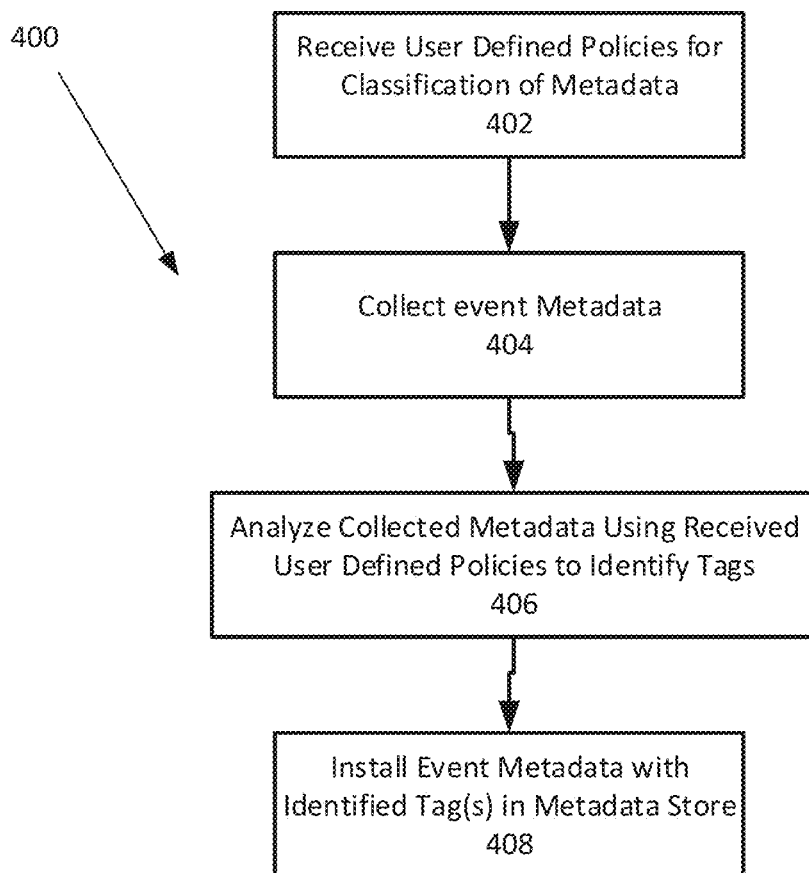 400
Receive User Defined Policies for
Classification of Metadata
402
Collect event Metadata
404
Analyze Collected Metadata Using Received
User Defined Policies to Identify Tags
406
Install Event Metadata with
Identified Tag(s) in Metadata Store
408